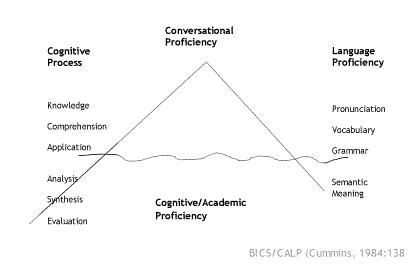 Conversational
Proficiency
Cognitive
Process
Language
Proficiency
Knowledge
Comprehension
Application
Analysis
Synthesis
Evaluation
Pronunciation
Vocabulary
Grammar
Semantic
Meaning
Cognitive/Academic
Proficiency
BICS/CALP (Cummins, 1984:138